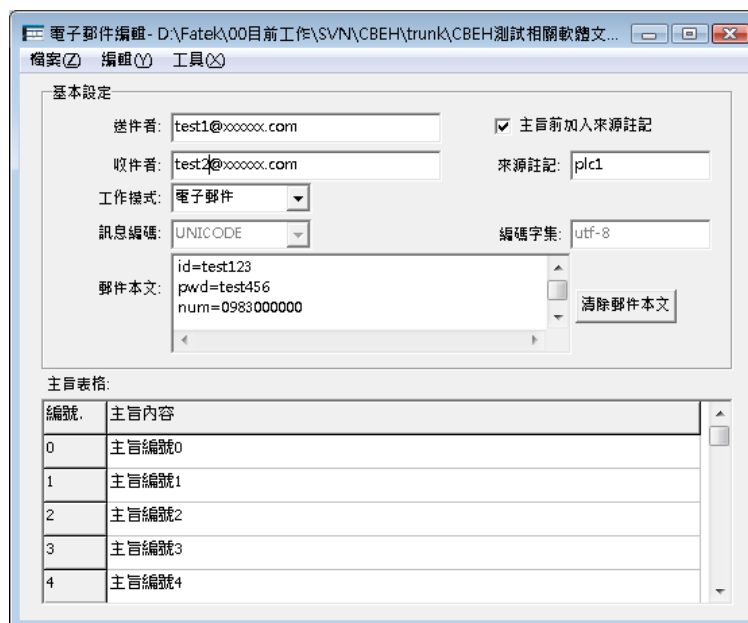 電子郵件編輯- D:\Fatek\00目前工作\SVN\CBEH\trunk\CBEH測試相關軟體文...
檔案(Z) 編輯(Y) 工具(X)
基本設定
送件者: test1@xxxxxx.com 主旨前加入來源註記
收件者: test2@xxxxxx.com 來源註記: plc1
工作模式: 電子郵件
訊息編碼: UNICODE 編碼字集: utf-8
郵件本文:
id=test123
pwd=test456
num=0983000000
清除郵件本文
主旨表格:
編號. 主旨內容
0 主旨編號0
1 主旨編號1
2 主旨編號2
3 主旨編號3
4 主旨編號4